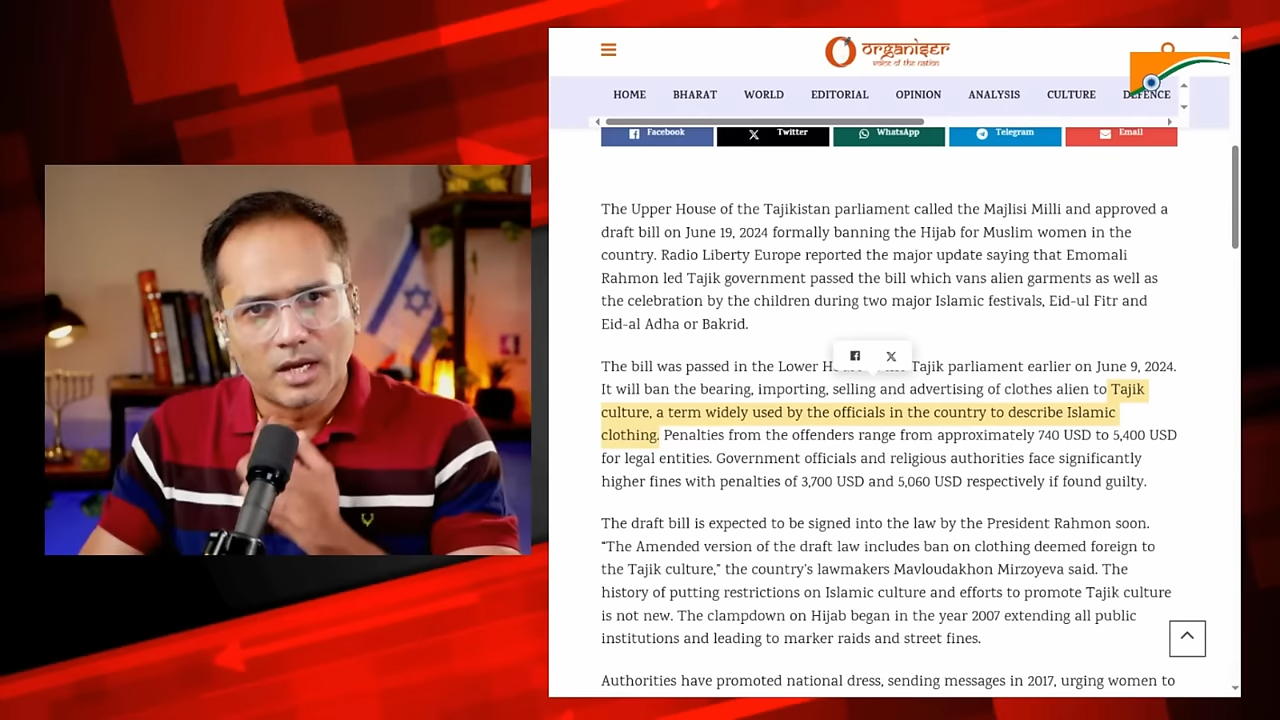 organiser
voice of the nation
HOME BHARAT WORLD EDITORIAL OPINION ANALYSIS CULTURE DEFENCE
Facebook Twitter WhatsApp Telegram Email
The Upper House of the Tajikistan parliament called the Majlisi Milli and approved a
draft bill on June 19, 2024 formally banning the Hijab for Muslim women in the
country. Radio Liberty Europe reported the major update saying that Emomali
Rahmon led Tajik government passed the bill which vans alien garments as well as
the celebration by the children during two major Islamic festivals, Eid-ul Fitr and
Eid-al Adha or Bakrid.
The bill was passed in the Lower Tajik parliament earlier on June 9, 2024.
It will ban the bearing, importing, selling and advertising of clothes alien to Tajik
culture, a term widely used by the officials in the country to describe Islamic
clothing. Penalties from the offenders range from approximately 740 USD to 5,400 USD
for legal entities. Government officials and religious authorities face significantly
higher fines with penalties of 3,700 USD and 5,060 USD respectively if found guilty.
The draft bill is expected to be signed into the law by the President Rahmon soon.
“The Amended version of the draft law includes ban on clothing deemed foreign to
the Tajik culture,” the country’s lawmakers Mavloudakhon Mirzoyeva said. The
history of putting restrictions on Islamic culture and efforts to promote Tajik culture
is not new. The clampdown on Hijab began in the year 2007 extending all public
institutions and leading to marker raids and street fines.
Authorities have promoted national dress, sending messages in 2017, urging women to